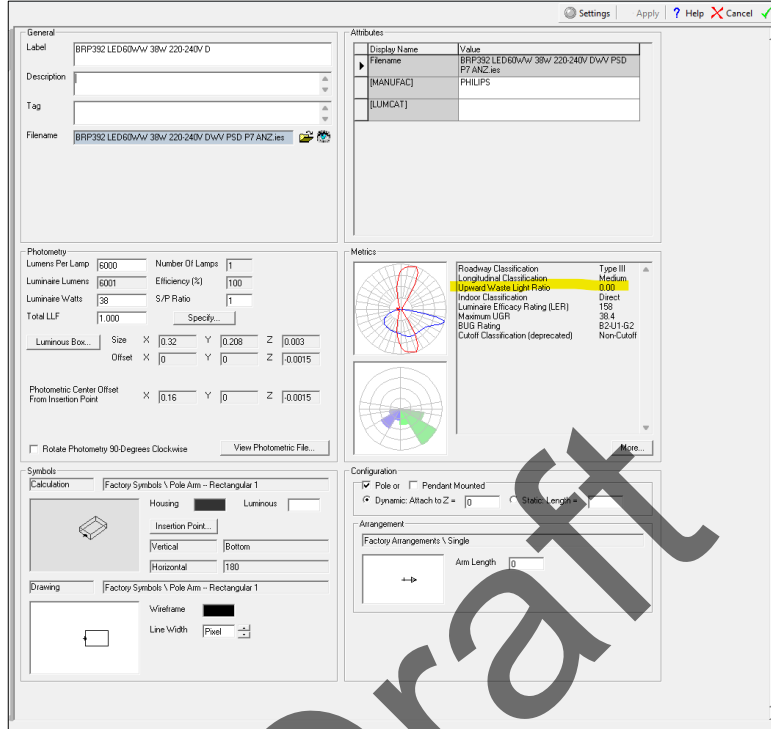 Settings Apply ? Help Cancel
General
Label BRP392 LED60WW 38W 220-240V D
Description
Tag
Filename BRP392 LED60WW 38W 220-240V DWV PSD P7 ANZ.ies
Attributes
Display Name Value
Filename BRP392 LED60WW 38W 220-240V DWV PSD
P7 ANZ.ies
[MANUFAC] PHILIPS
[LUMCAT]
Photometry
Lumens Per Lamp 6000 Number Of Lamps 1
Luminaire Lumens 6001 Efficiency (%) 100
Luminaire Watts 38 S/P Ratio 1
Total LLF 1.000 Specify...
Luminous Box... Size X 0.32 Y 0.208 Z 0.003
Offset X 0 Y 0 Z -0.0015
Photometric Center Offset
From Insertion Point X 0.16 Y 0 Z -0.0015
Rotate Photometry 90-Degrees Clockwise View Photometric File...
Metrics
Roadway Classification Type III
Longitudinal Classification Medium
Upward Waste Light Ratio 0.00
Indoor Classification Direct
Luminaire Efficacy Rating (LER) 158
Maximum UGR 38.4
BUG Rating B2-U1-G2
Cutoff Classification (deprecated) Non-Cutoff
More...
Symbols
Calculation Factory Symbols \ Pole Arm -- Rectangular 1
Housing Luminous
Insertion Point...
Vertical Bottom
Horizontal 180
Drawing Factory Symbols \ Pole Arm -- Rectangular 1
Wireframe
Line Width Pixel
Configuration
Pole or Pendant Mounted
Dynamic: Attach to Z = 0 Static: Length =
Arrangement
Factory Arrangements \ Single
Arm Length 0
Draft